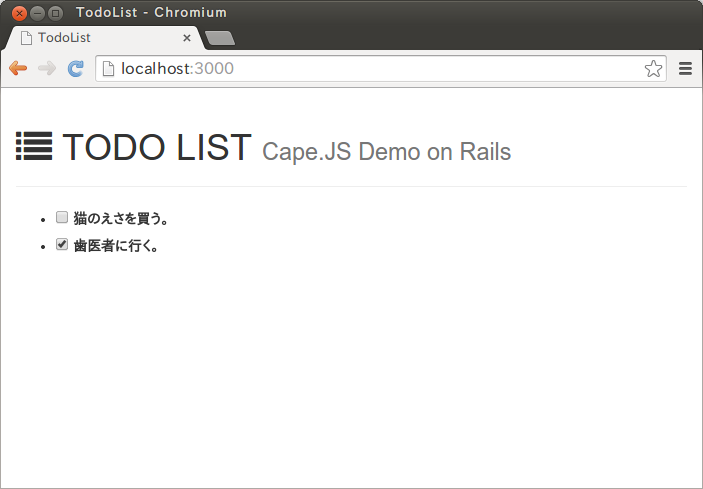 TodoList - Chromium
TodoList
localhost:3000
TODO LIST Cape.JS Demo on Rails
猫のえさを買う。
歯医者に行く。